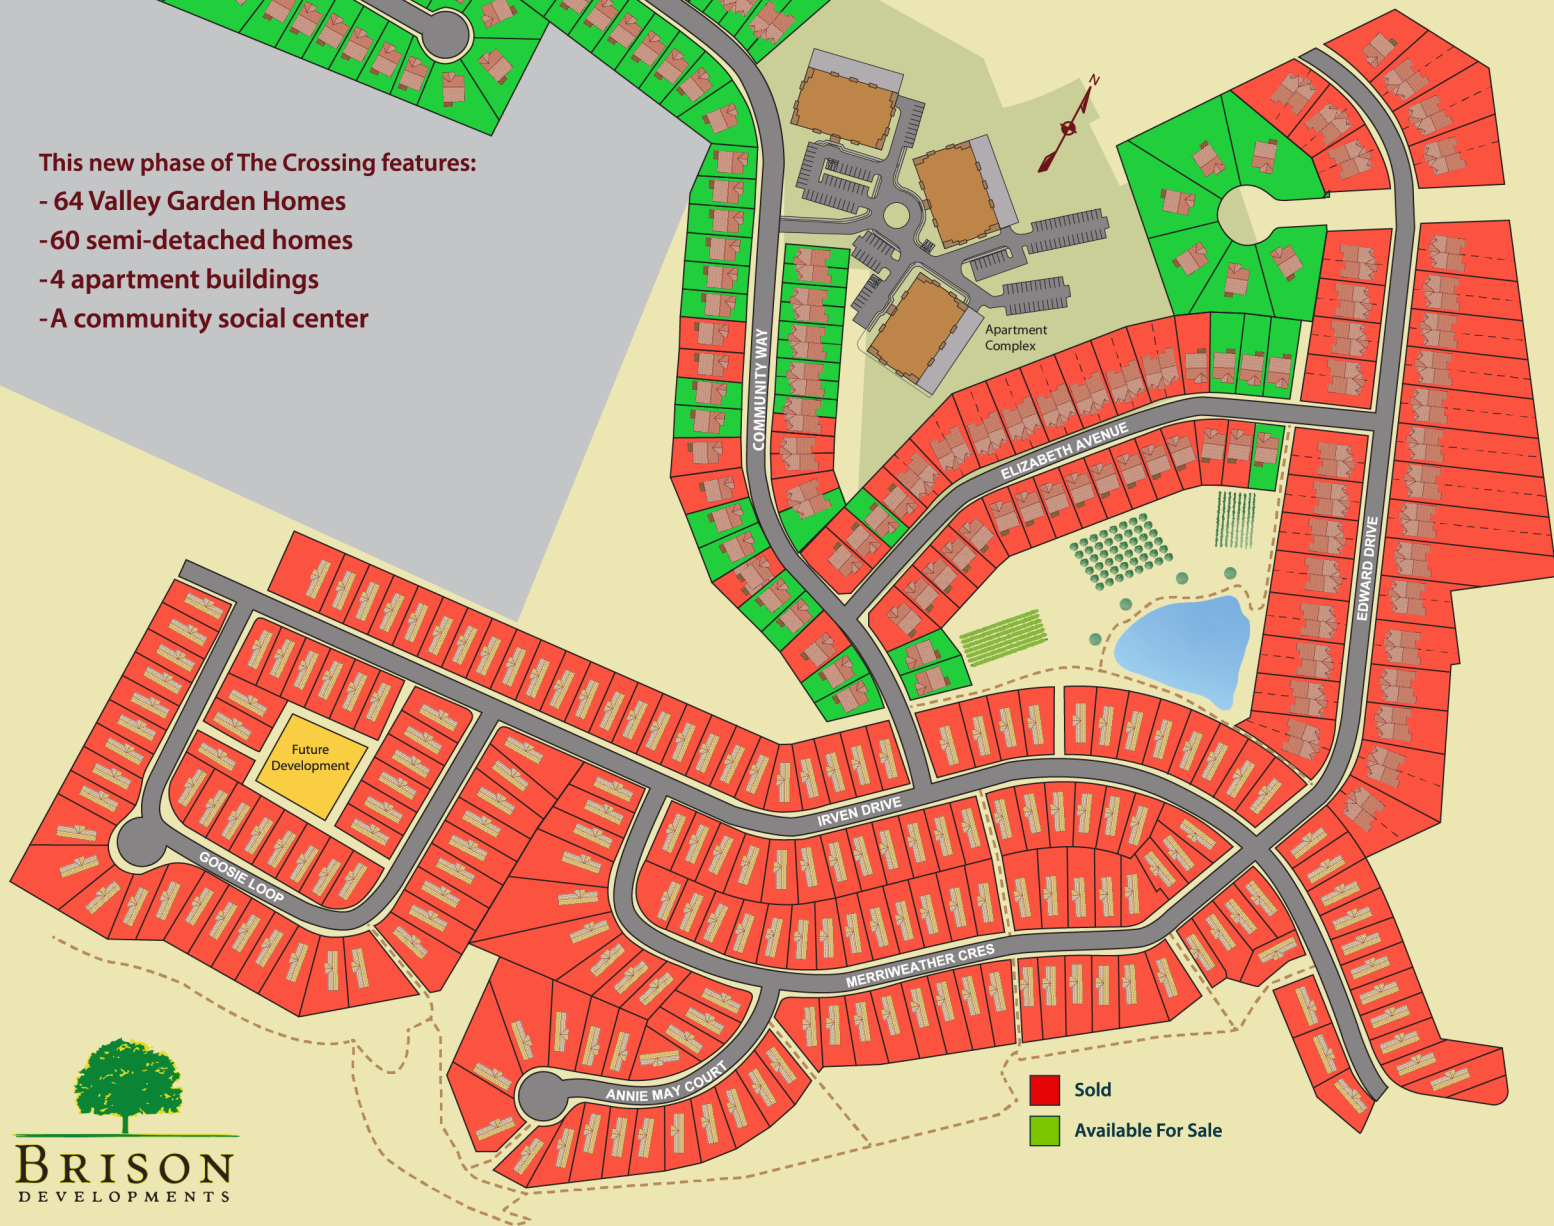 This new phase of The Crossing features:
- 64 Valley Garden Homes
-60 semi-detached homes
-4 apartment buildings
-A community social center
N
Apartment
Complex
COMMUNITY WAY
ELIZABETH AVENUE
EDWARD DRIVE
Future
Development
IRVEN DRIVE
GOOSIE LOOP
MERRIWEATHER CRES
ANNIE MAY COURT
Sold
Available For Sale
BRISON
DEVELOPMENTS